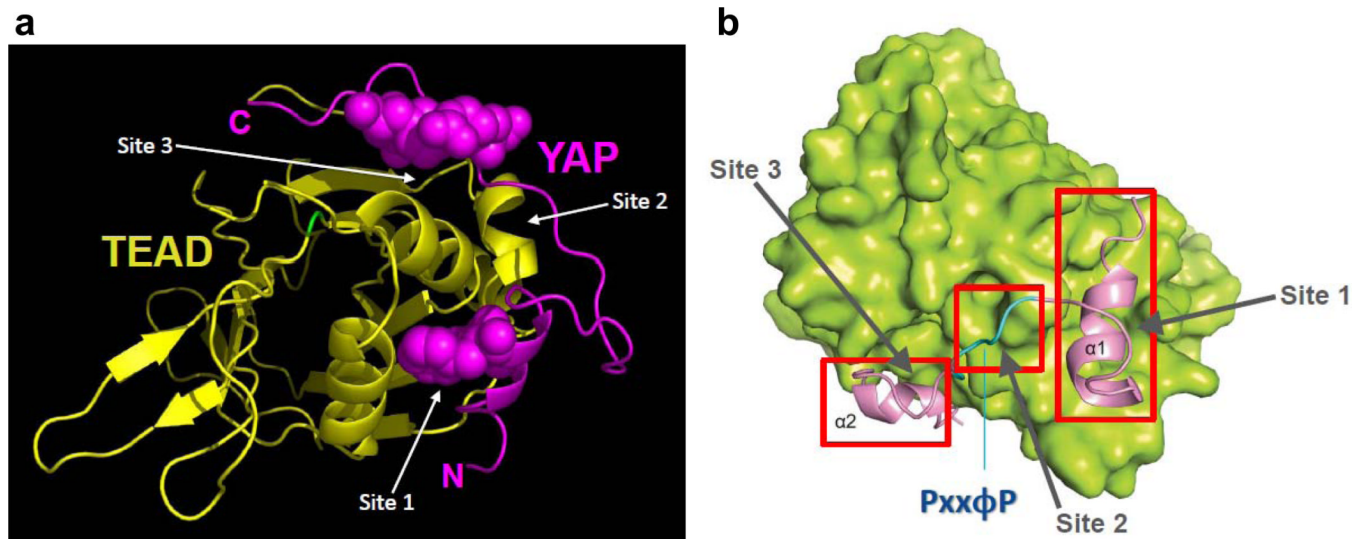 a
C
Site 3
YAP
Site 2
TEAD
N
Site 1
b
Site 3
Site 1
α1
α2
PxxϕP
Site 2